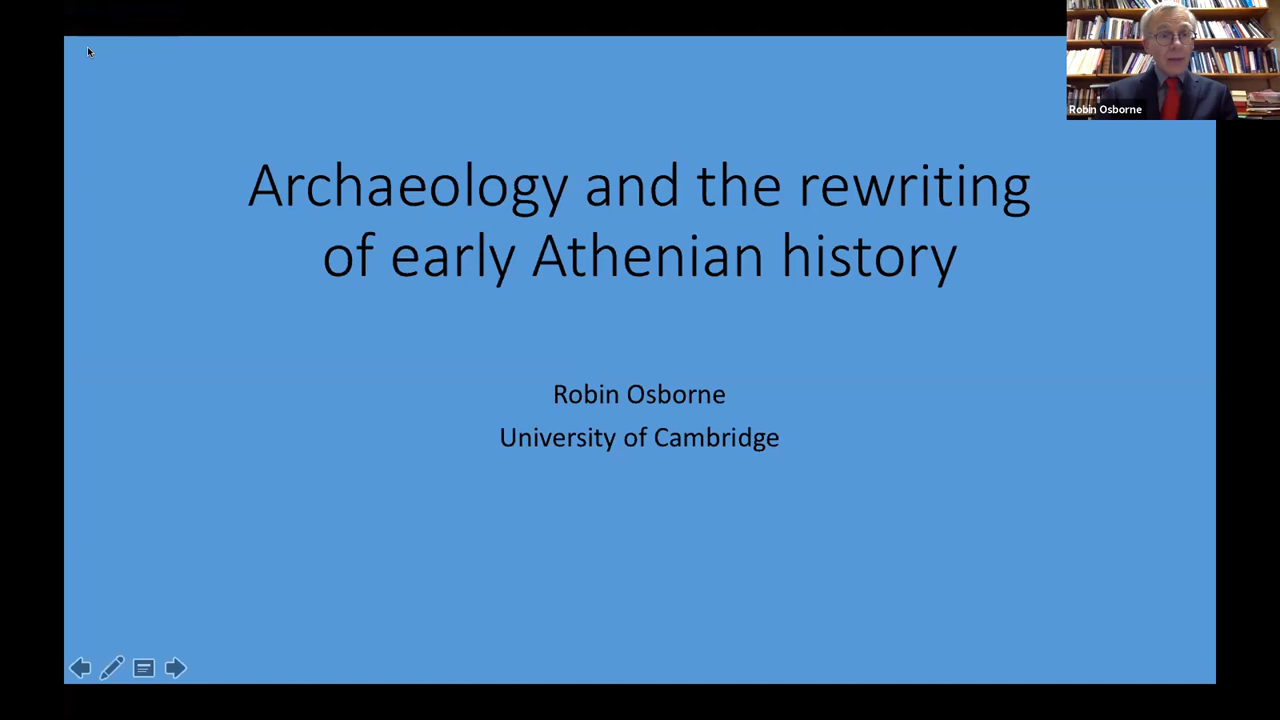 Archaeology and the rewriting
of early Athenian history
Robin Osborne
University of Cambridge
Robin Osborne